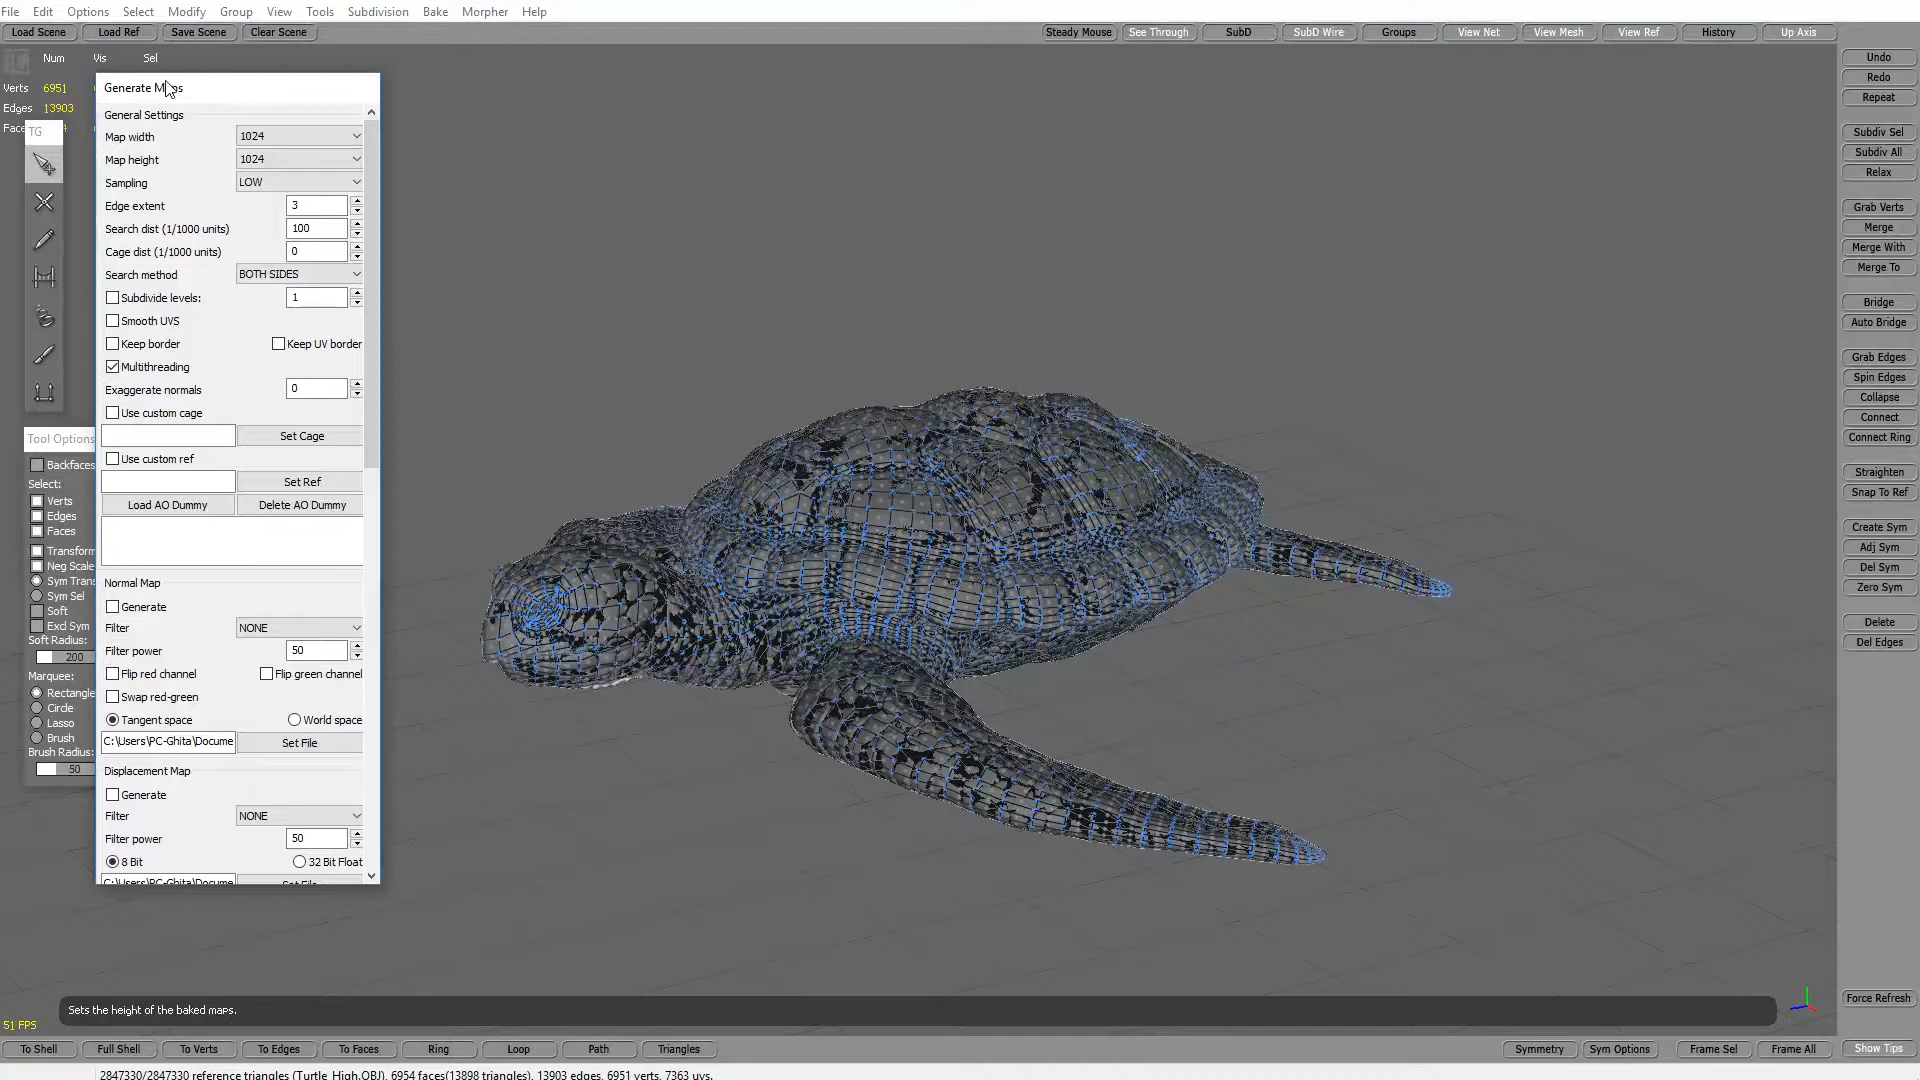 File Edit Options Select Modify Group View Tools Subdivision Bake Morpher Help
Load Scene Load Ref Save Scene Clear Scene Steady Mouse See Through SubD SubD Wire Groups View Net View Mesh View Ref History Up Axis
Num Vis Sel
Verts 6951
Edges 13903
TG
Generate Maps
General Settings
Map width 1024
Map height 1024
Sampling LOW
Edge extent 3
Search dist (1/1000 units) 100
Cage dist (1/1000 units) 0
Search method BOTH SIDES
Subdivide levels: 1
Smooth UVS
Keep border Keep UV border
Multithreading
Exaggerate normals 0
Use custom cage
Set Cage
Use custom ref
Set Ref
Load AO Dummy Delete AO Dummy
Normal Map
Generate
Filter NONE
Filter power 50
Flip red channel Flip green channel
Swap red-green
Tangent space World space
C:\Users\PC-Ghita\Docume Set File
Displacement Map
Generate
Filter NONE
Filter power 50
8 Bit 32 Bit Float
C:\Users\PC-Ghita\Docume Set File
Tool Options
Backfaces
Select:
Verts
Edges
Faces
Transform
Neg Scale
Sym Trans
Sym Sel
Soft
Excl Sym
Soft Radius:
200
Marquee:
Rectangle
Circle
Lasso
Brush
Brush Radius:
50
Undo
Redo
Repeat
Subdiv Sel
Subdiv All
Relax
Grab Verts
Merge
Merge With
Merge To
Bridge
Auto Bridge
Grab Edges
Spin Edges
Collapse
Connect
Connect Ring
Straighten
Snap To Ref
Create Sym
Adj Sym
Del Sym
Zero Sym
Delete
Del Edges
Force Refresh
Sets the height of the baked maps.
51 FPS
To Shell Full Shell To Verts To Edges To Faces Ring Loop Path Triangles Symmetry Sym Options Frame Sel Frame All Show Tips
2847330/2847330 reference triangles (Turtle_High.OBJ), 6954 faces(13898 triangles), 13903 edges, 6951 verts, 7363 uvs.